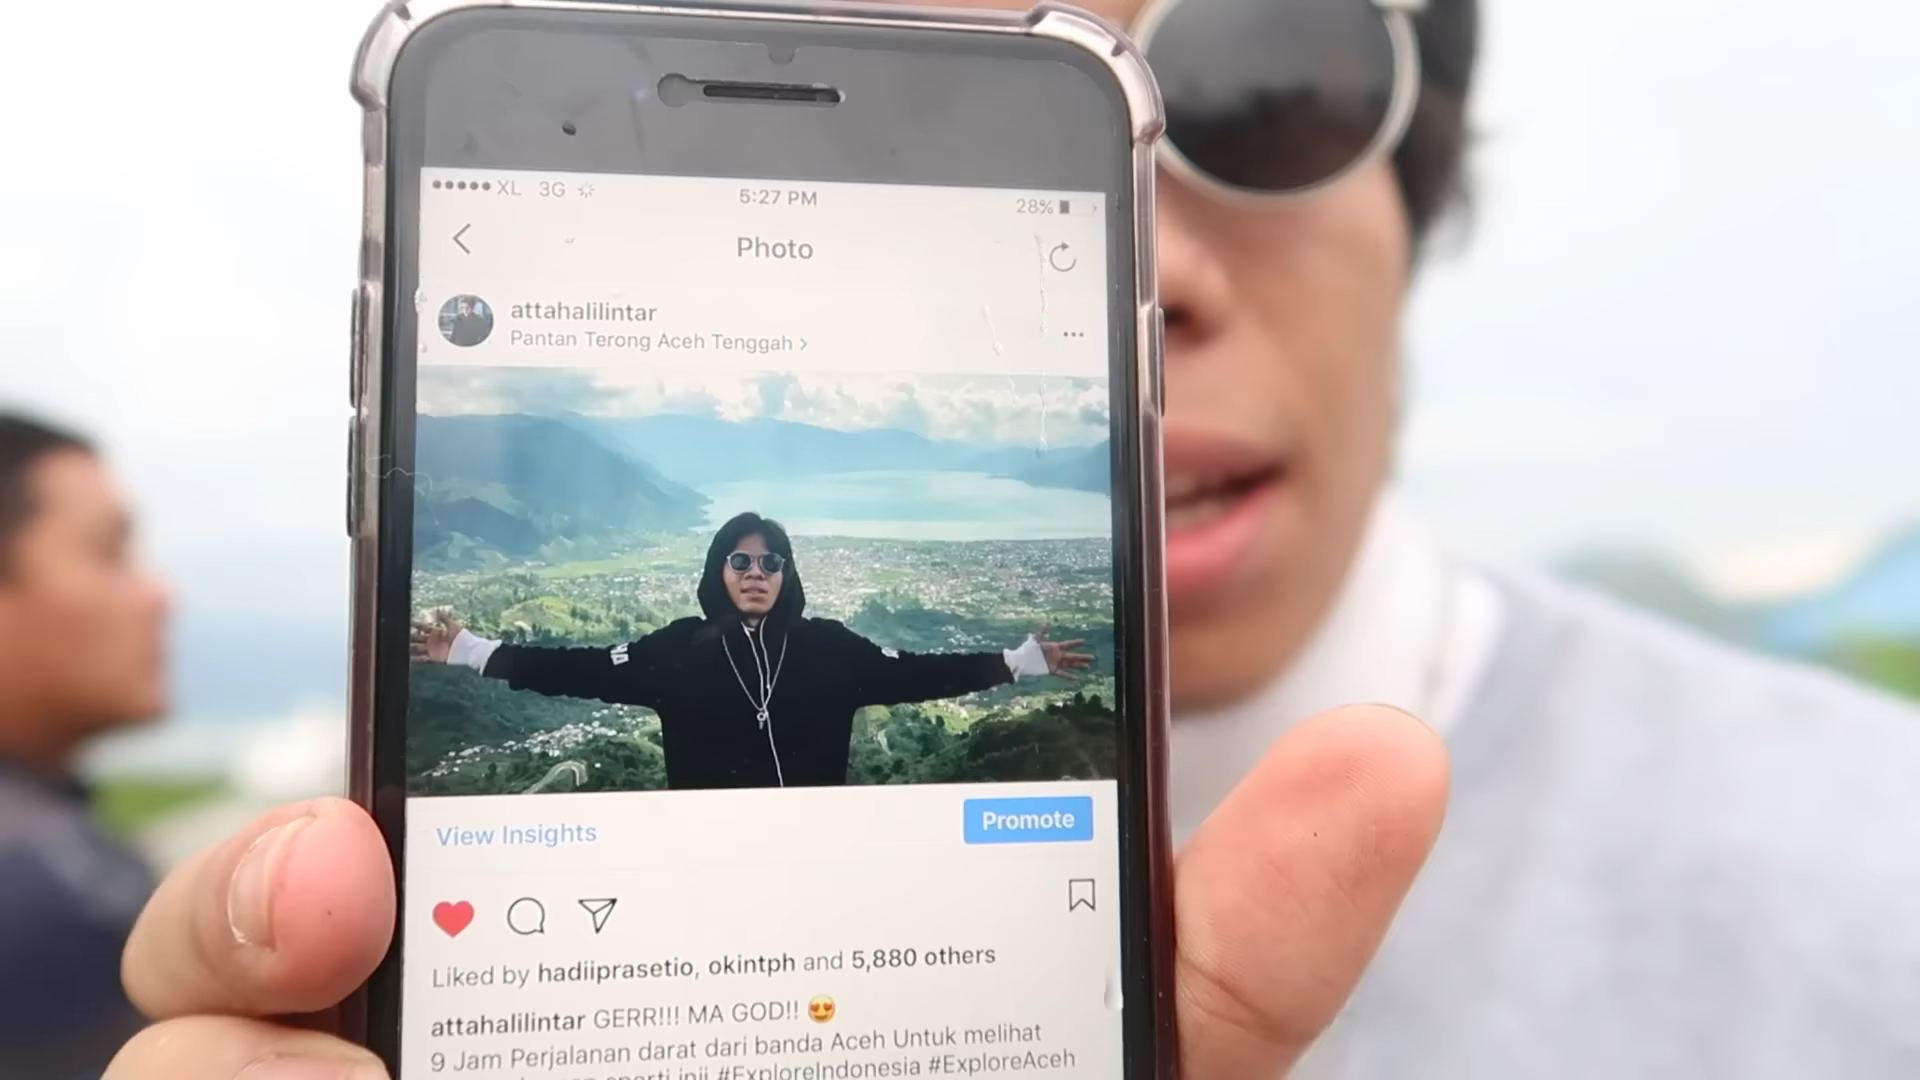 XL 3G 5:27 PM 28%
Photo
attahalilintar
Pantan Terong Aceh Tenggah >
View Insights
Promote
Liked by hadiiprasetio, okintph and 5,880 others
attahalilintar GERR!!! MA GOD!! 😍
9 Jam Perjalanan darat dari banda Aceh Untuk melihat
#ExploreIndonesia #ExploreAceh